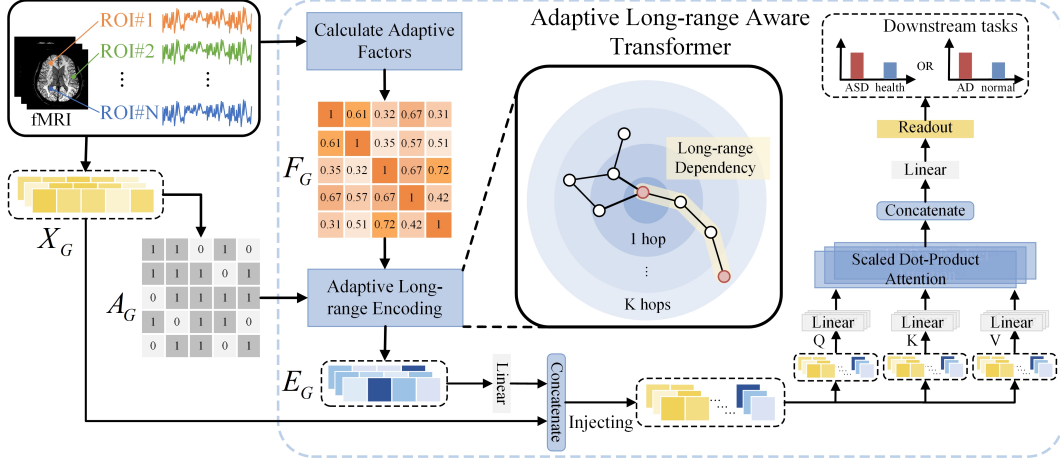 ROI#1
ROI#2
⋮ ⋮
ROI#N
fMRI
X_G
1 1 0 1 0
1 1 1 0 1
0 1 1 1 1
1 0 1 1 0
0 1 1 0 1
A_G
Calculate Adaptive
Factors
1 0.61 0.32 0.67 0.31
0.61 1 0.35 0.57 0.51
0.35 0.32 1 0.67 0.72
0.67 0.57 0.67 1 0.42
0.31 0.51 0.72 0.42 1
F_G
Adaptive Long-
range Encoding
E_G
Linear
Concatenate
Injecting
Adaptive Long-range Aware
Transformer
Long-range
Dependency
1 hop
⋮
K hops
Downstream tasks
OR
ASD health
AD normal
Readout
Linear
Concatenate
Scaled Dot-Product
Attention
Linear Linear Linear
Q K V